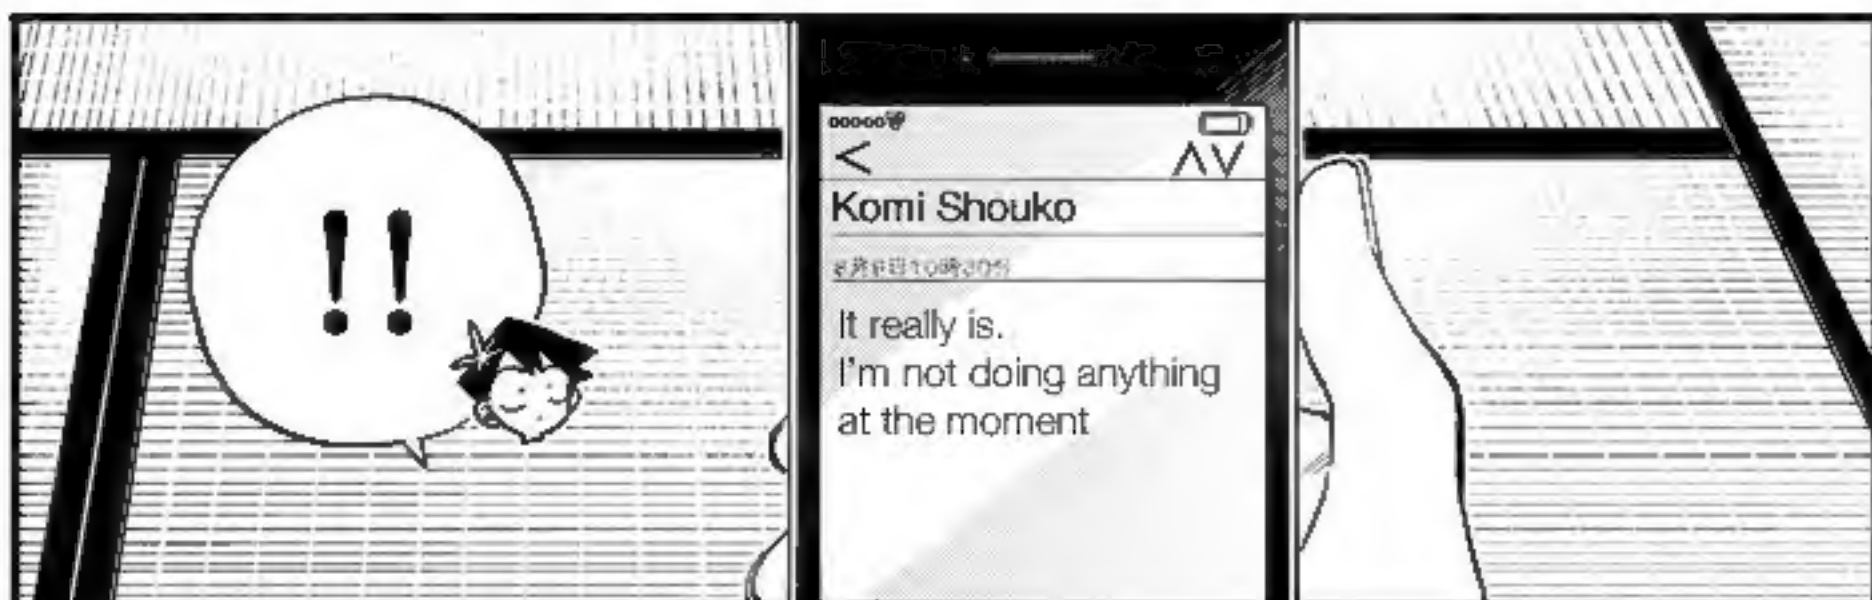 !!
Komi Shouko
It really is.
I'm not doing anything
at the moment